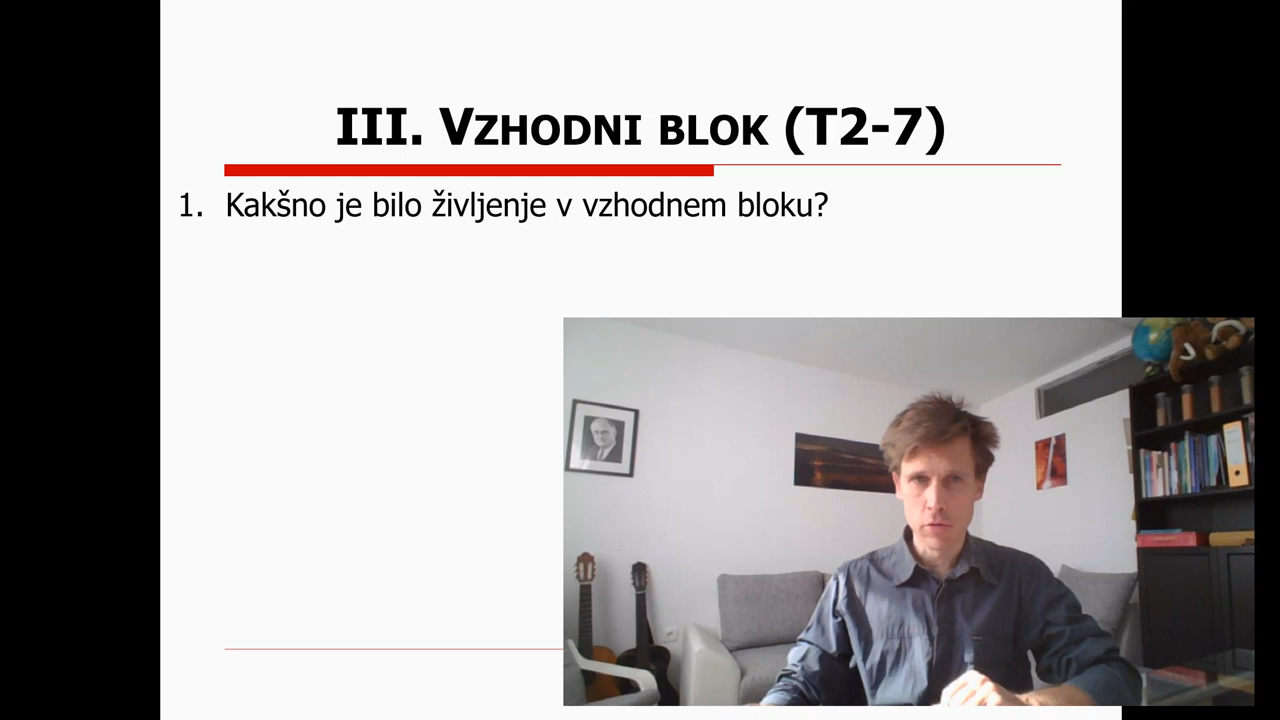 III. VZHODNI BLOK (T2-7)
1. Kakšno je bilo življenje v vzhodnem bloku?